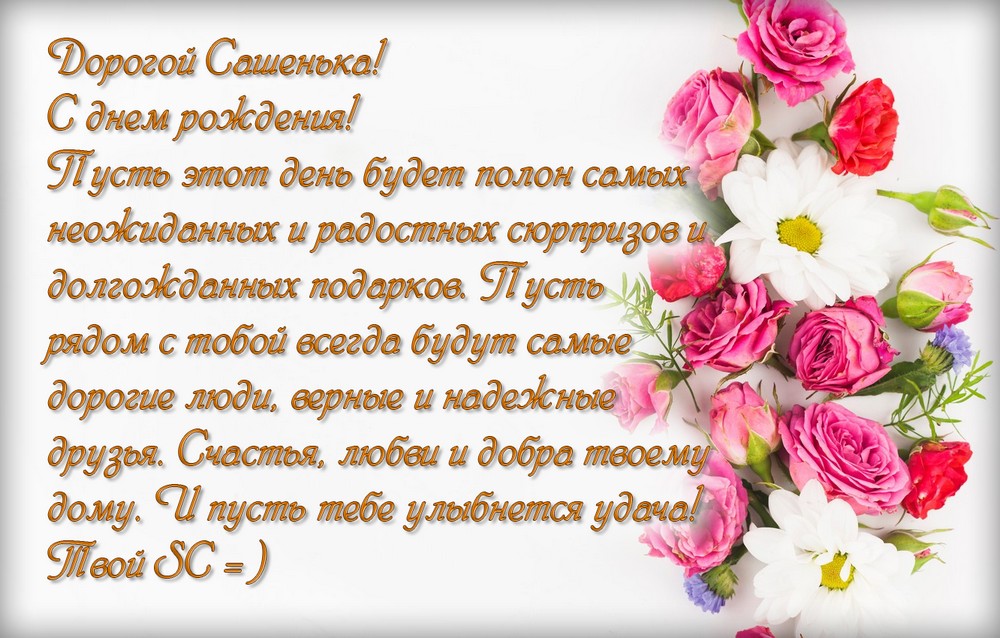 Дорогой Сашенька!
С днем рождения!
Пусть этот день будет полон самых
неожиданных и радостных сюрпризов и
долгожданных подарков. Пусть
рядом с тобой всегда будут самые
дорогие люди, верные и надежные
друзья. Счастья, любви и добра твоему
дому. И пусть тебе улыбнется удача!
Твой SC = )